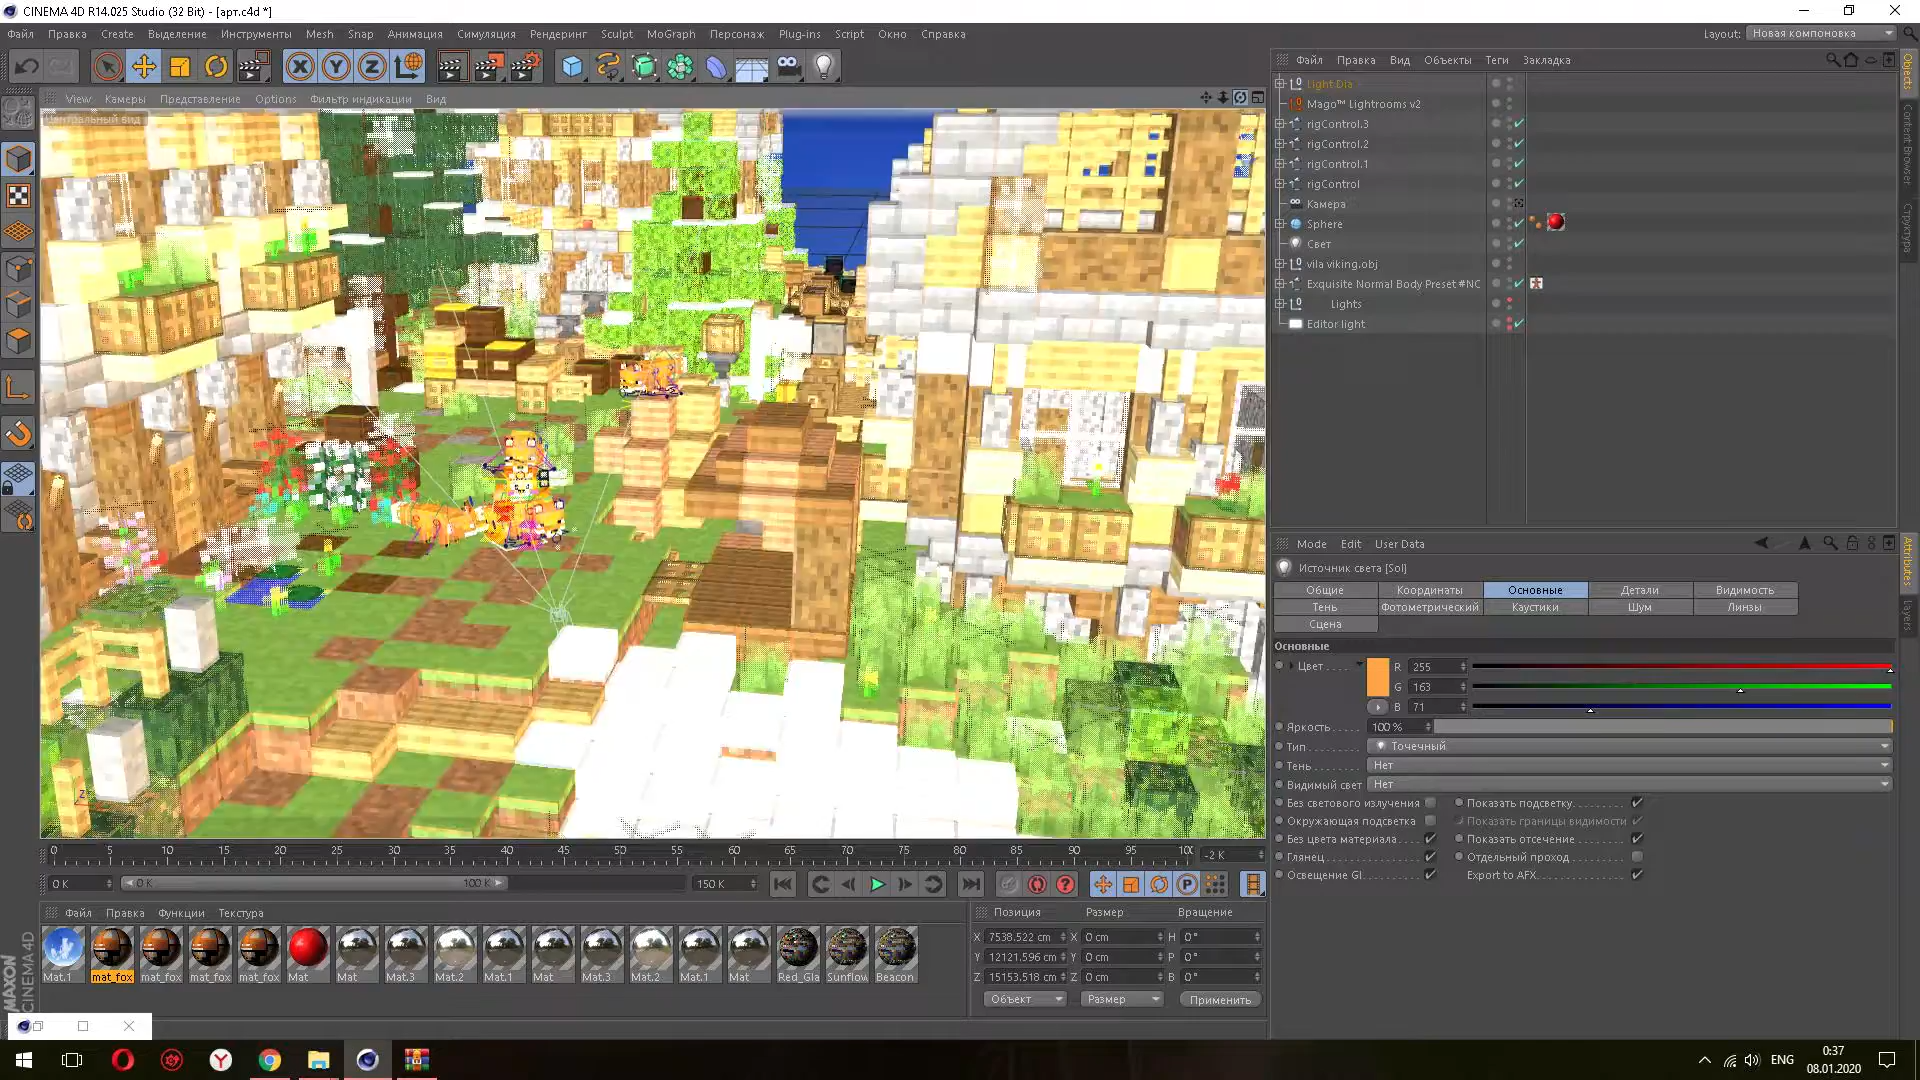 CINEMA 4D R14.025 Studio (32 Bit) - [арт.c4d *]
Файл Правка Create Выделение Инструменты Mesh Snap Анимация Симуляция Рендеринг Sculpt MoGraph Персонаж Plug-ins Script Окно Справка
Layout: Новая компоновка
View Камеры Представление Options Фильтр индикации Вид
Центральный вид
Файл Правка Вид Объекты Теги Закладка
Light Dia
Mago™ Lightrooms v2
rigControl.3
rigControl.2
rigControl.1
rigControl
Камера
Sphere
Свет
vila viking.obj
Exquisite Normal Body Preset #NC
Lights
Editor light
Objects
Content Browser
Структура
Attributes
Layers
Mode Edit User Data
Источник света [Sol]
Общие Координаты Основные Детали Видимость
Тень Фотометрический Каустики Шум Линзы
Сцена
Основные
Цвет R 255
G 163
B 71
Яркость 100 %
Тип Точечный
Тень Нет
Видимый свет Нет
Без светового излучения Показать подсветку
Окружающая подсветка Показать границы видимости
Без цвета материала Показать отсечение
Глянец Отдельный проход
Освещение GI Export to AFX
Z
0 5 10 15 20 25 30 35 40 45 50 55 60 65 70 75 80 85 90 95 100 -2 K
0 K 0 K 100 K 150 K
Файл Правка Функции Текстура
Mat.1 mat_fox mat_fox mat_fox mat_fox Mat Mat Mat.3 Mat.2 Mat.1 Mat Mat.3 Mat.2 Mat.1 Mat Red_Gla Sunflow Beacon
Позиция Размер Вращение
X 7538.522 cm X 0 cm H 0°
Y 12121.596 cm Y 0 cm P 0°
Z 15153.518 cm Z 0 cm B 0°
Объект Размер Применить
MAXON
CINEMA 4D
ENG
0:37
08.01.2020